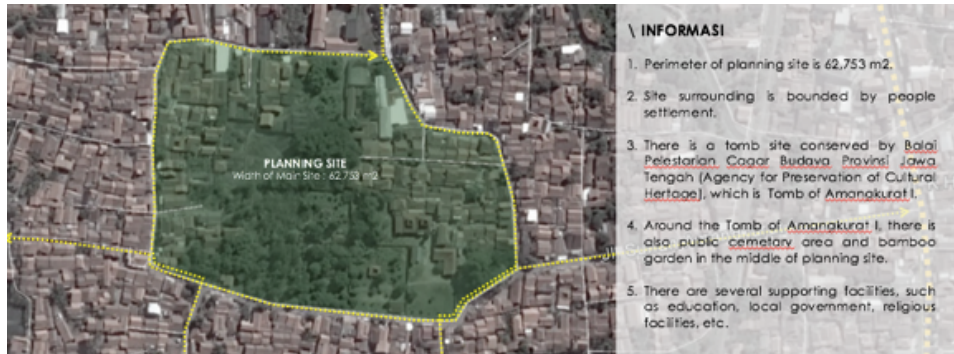 PLANNING SITE
Width of Main Site : 62,753 m2
\ INFORMASI
1. Perimeter of planning site is 62,753 m2.
2. Site surrounding is bounded by people
settlement.
3. There is a tomb site conserved by Balai
Pelestarian Cagar Budaya Provinsi Jawa
Tengah (Agency for Preservation of Cultural
Hertage), which is Tomb of Amanakurat I.
4. Around the Tomb of Amanakurat I, there is
also public cemetary area and bamboo
garden in the middle of planning site.
5. There are several supporting facilities, such
as education, local government, religious
facilities, etc.